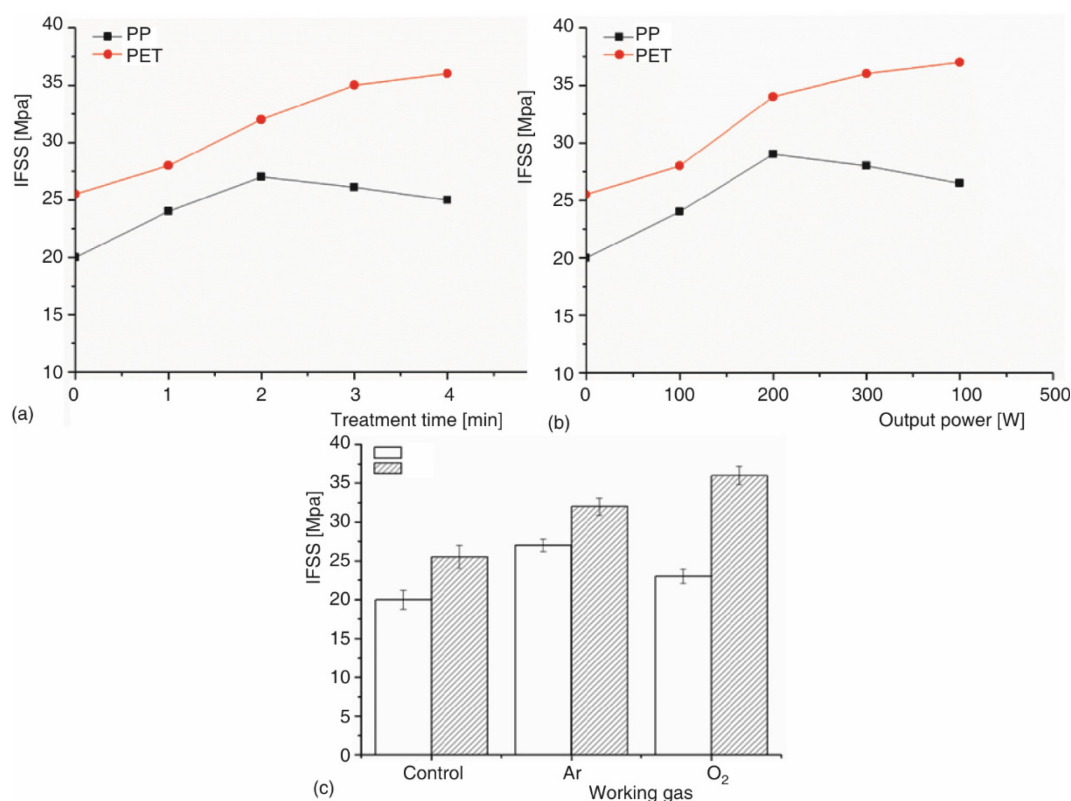 40
35
30
25
20
15
10
IFSS [Mpa]
PP
PET
0 1 2 3 4
Treatment time [min]
(a)
40
35
30
25
20
15
10
IFSS [Mpa]
PP
PET
0 100 200 300 100 500
Output power [W]
(b)
40
35
30
25
20
15
10
5
0
IFSS [Mpa]
Control Ar O₂
Working gas
(c)